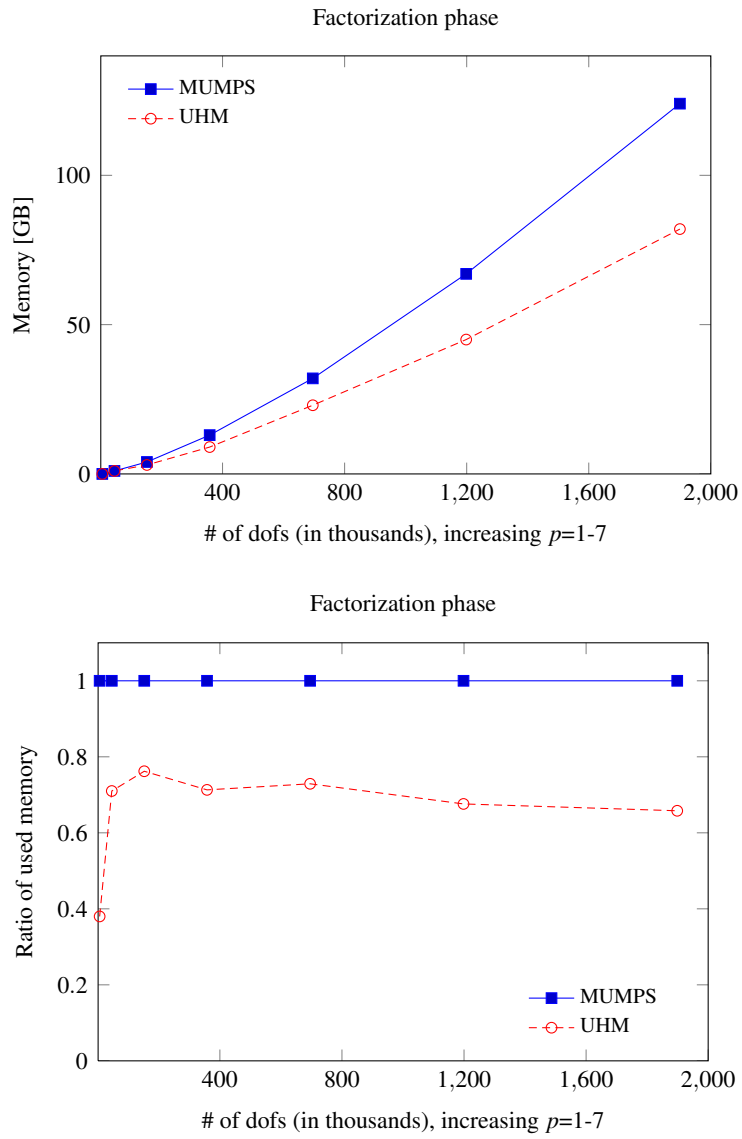 Factorization phase
MUMPS
UHM
100
50
0
Memory [GB]
400 800 1,200 1,600 2,000
# of dofs (in thousands), increasing p=1-7
Factorization phase
1
0.8
0.6
0.4
0.2
0
Ratio of used memory
MUMPS
UHM
400 800 1,200 1,600 2,000
# of dofs (in thousands), increasing p=1-7